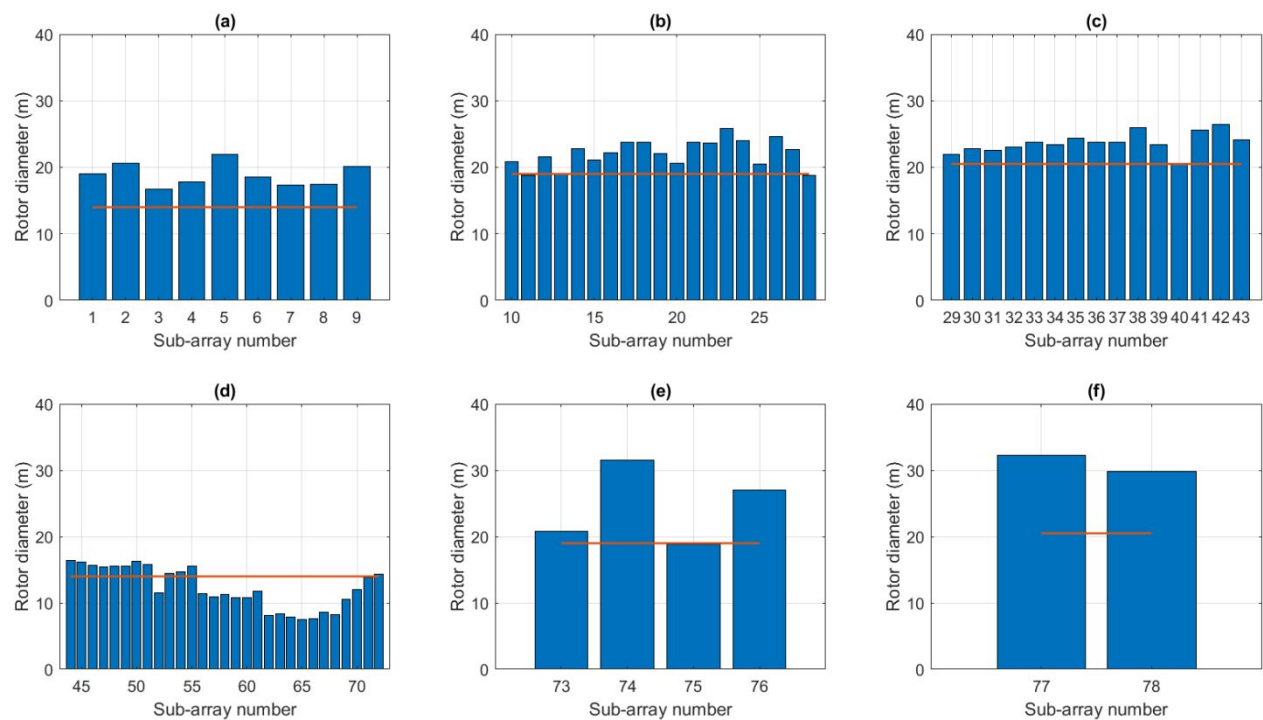 (a)
40
30
20
10
0
Rotor diameter (m)
1 2 3 4 5 6 7 8 9
Sub-array number
(b)
40
30
20
10
0
Rotor diameter (m)
10 15 20 25
Sub-array number
(c)
40
30
20
10
0
Rotor diameter (m)
29 30 31 32 33 34 35 36 37 38 39 40 41 42 43
Sub-array number
(d)
40
30
20
10
0
Rotor diameter (m)
45 50 55 60 65 70
Sub-array number
(e)
40
30
20
10
0
Rotor diameter (m)
73 74 75 76
Sub-array number
(f)
40
30
20
10
0
Rotor diameter (m)
77 78
Sub-array number